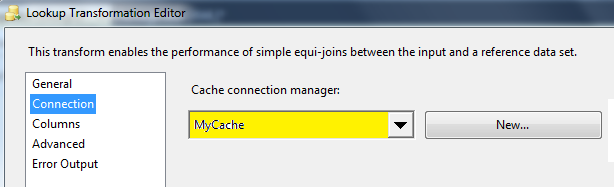 Lookup Transformation Editor
This transform enables the performance of simple equi-joins between the input and a reference data set.
General
Connection
Columns
Advanced
Error Output
Cache connection manager:
MyCache
New...